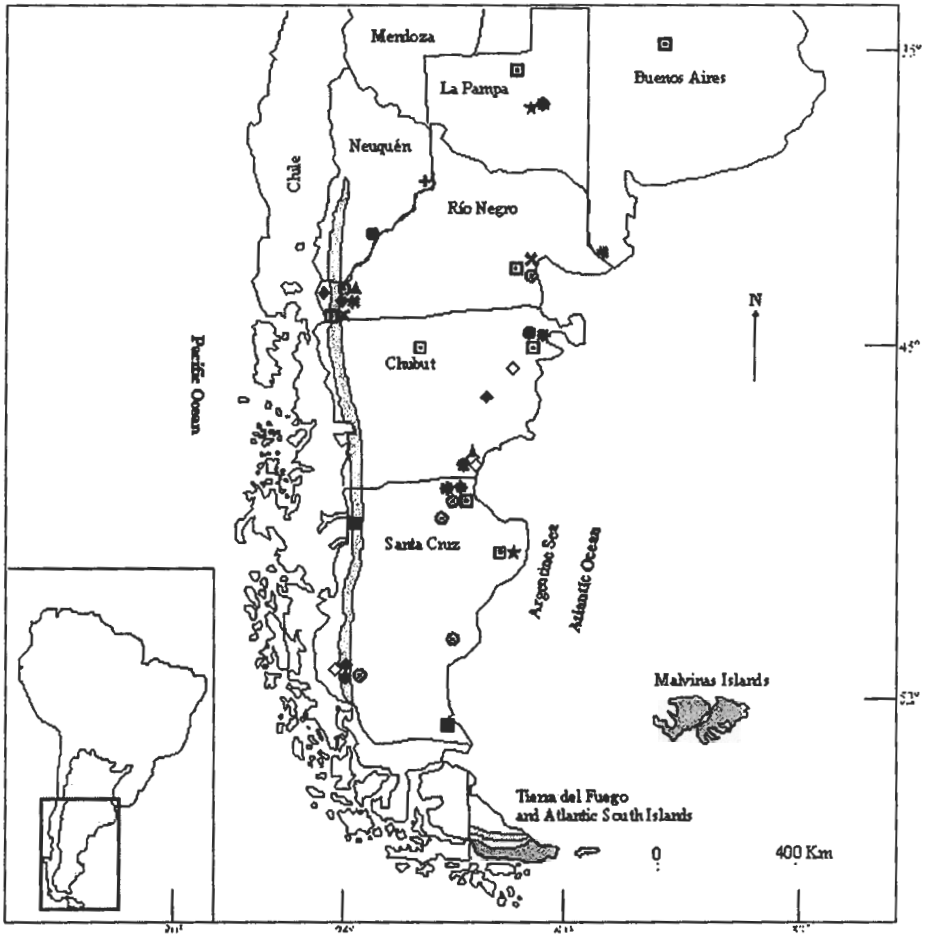 Mendoza
La Pampa
Buenos Aires
Neuquén
Chile
Río Negro
N
Pacific Ocean
Chubut
Santa Cruz
Argentine Sea
Atlantic Ocean
Malvinas Islands
Tierra del Fuego
and Atlantic South Islands
0 400 Km